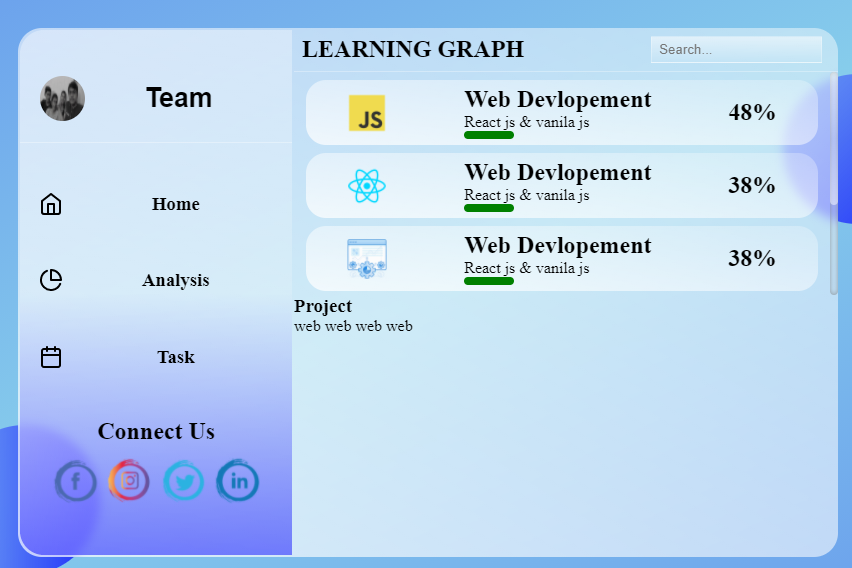 Team
Home
Analysis
Task
Connect Us
f
in
LEARNING GRAPH
Search...
JS
Web Devlopement
React js & vanila js
48%
Web Devlopement
React js & vanila js
38%
Web Devlopement
React js & vanila js
38%
Project
web web web web